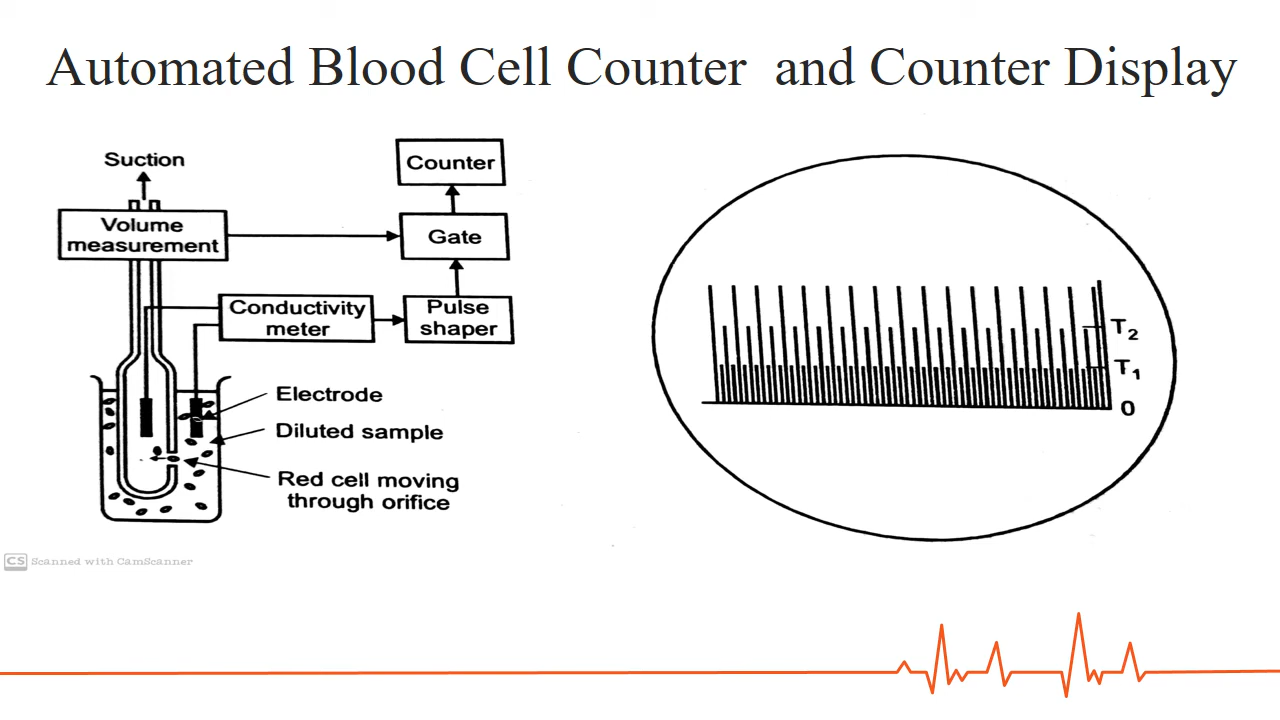 Automated Blood Cell Counter and Counter Display
Suction
Counter
Volume
measurement
Gate
Conductivity
meter
Pulse
shaper
Electrode
Diluted sample
Red cell moving
through orifice
T2
T1
0
CS Scanned with CamScanner